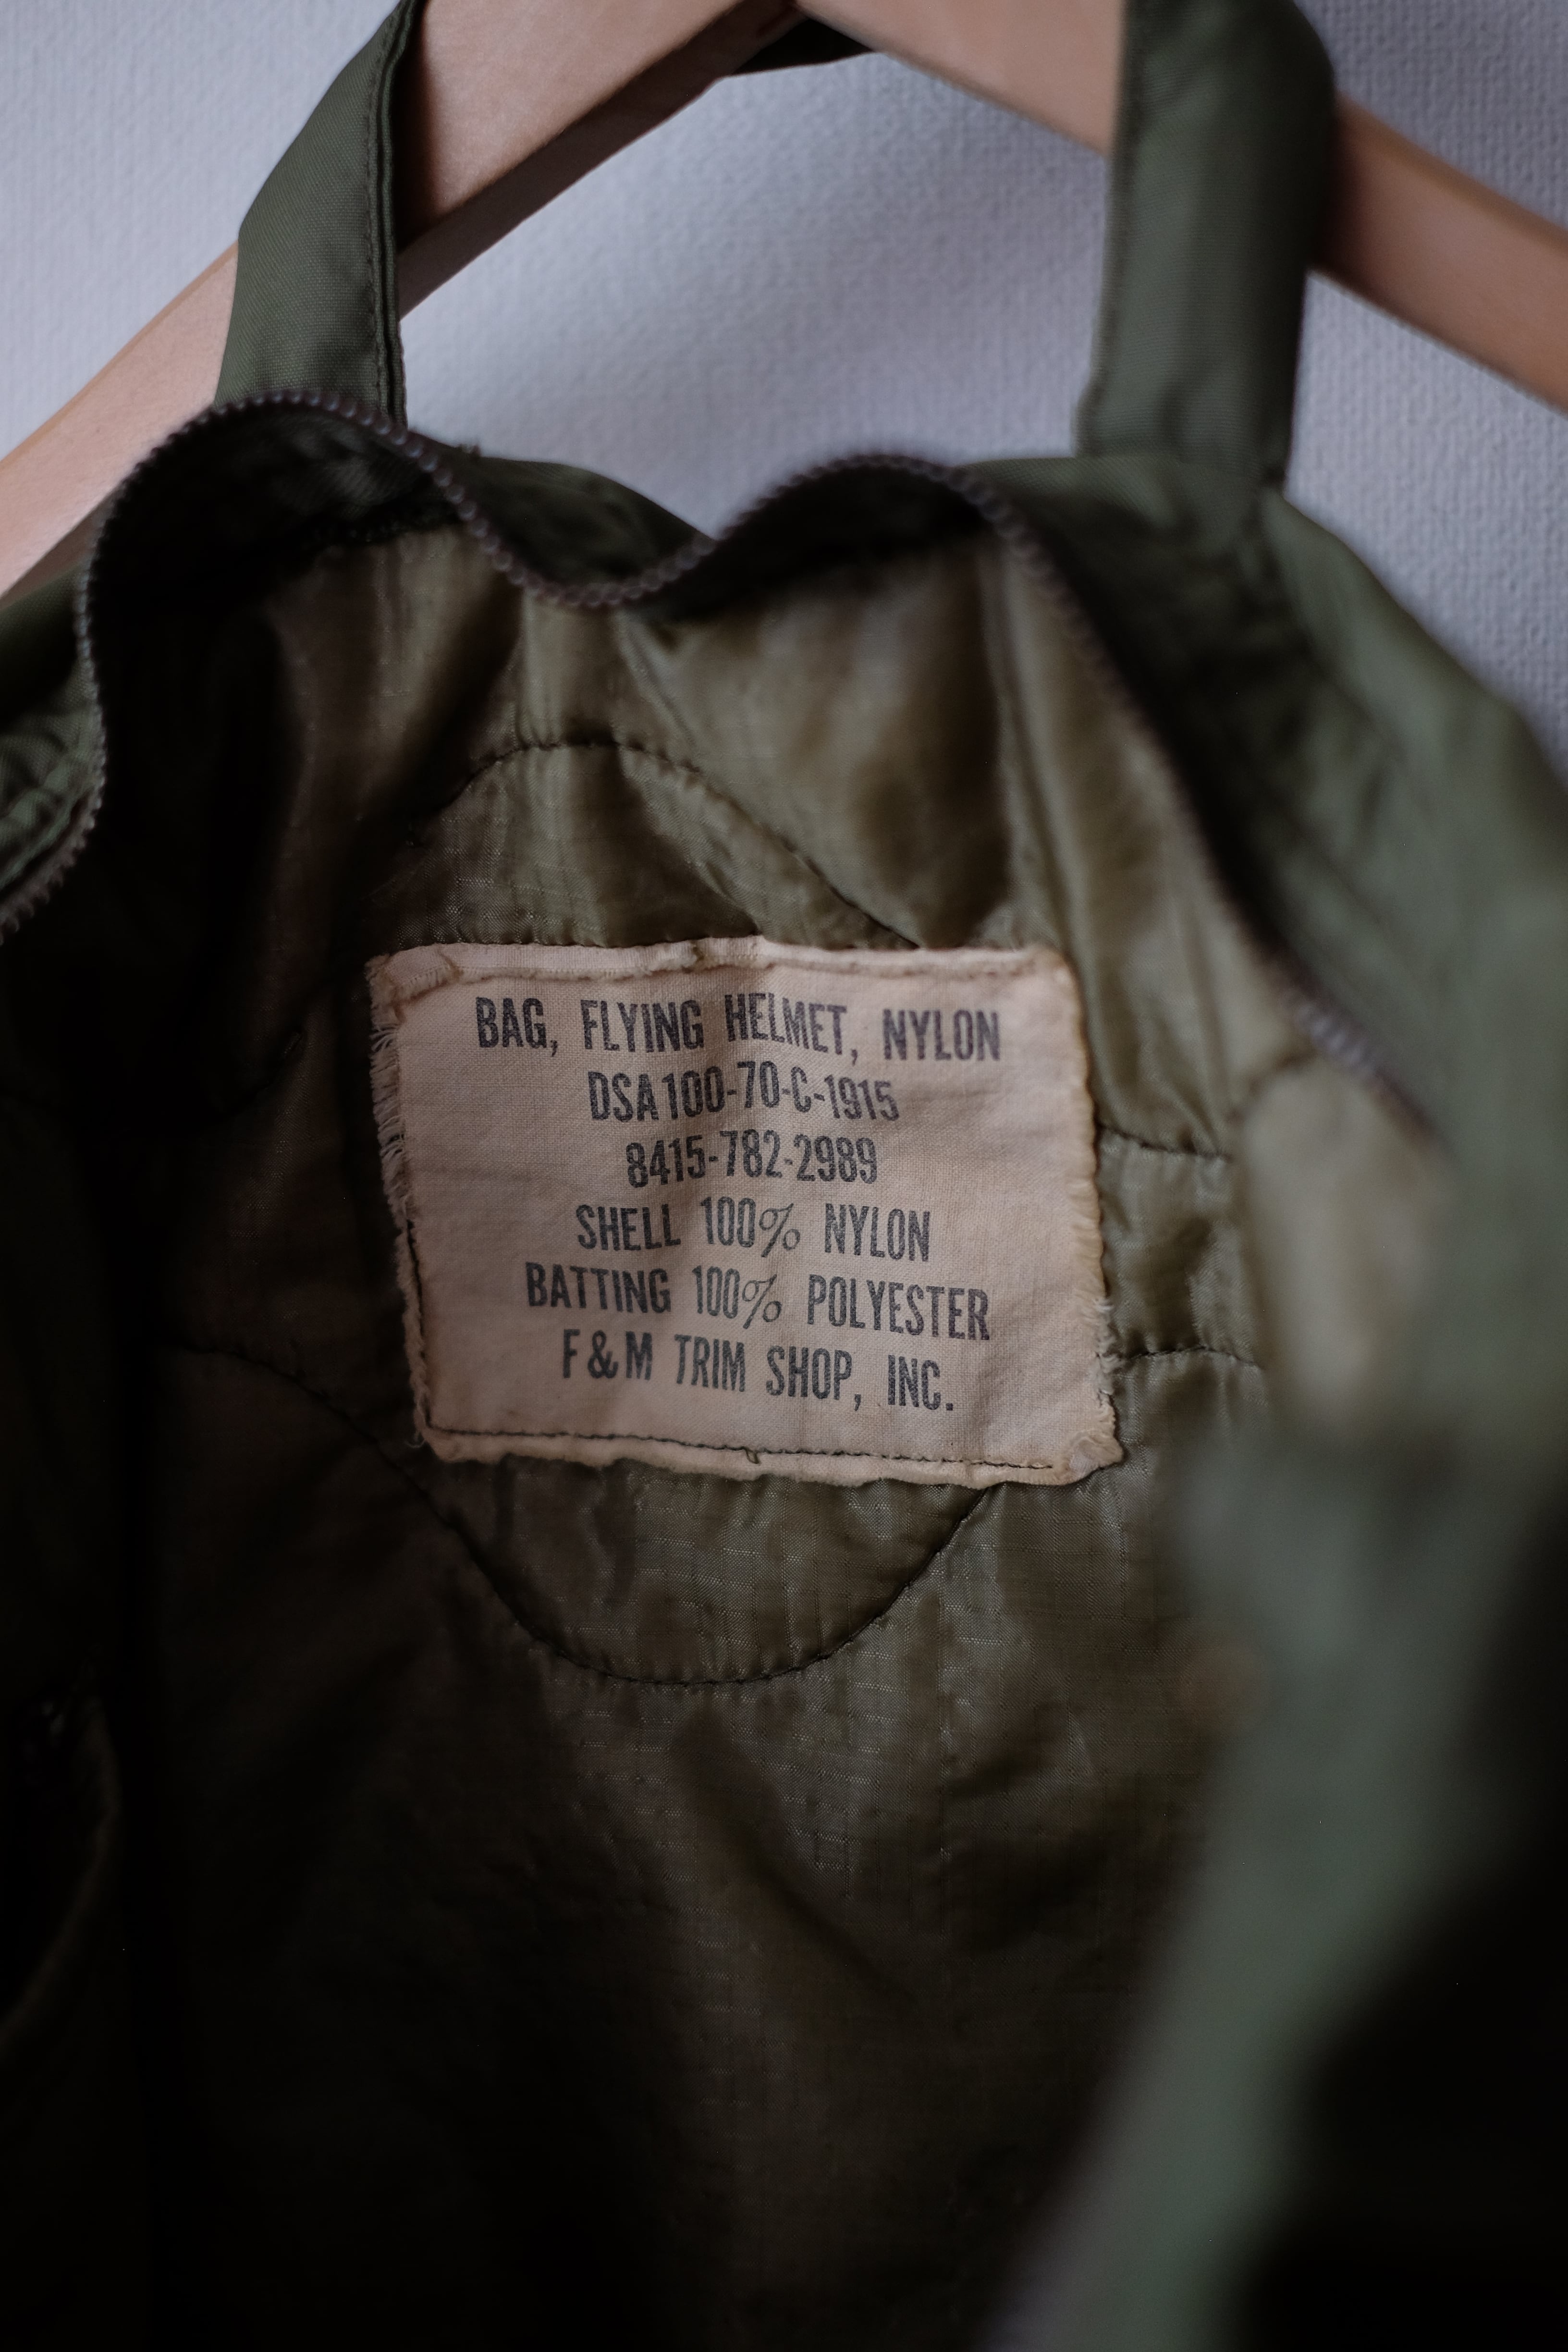 BAG, FLYING HELMET, NYLON
DSA100-70-C-1915
8415-782-2989
SHELL 100% NYLON
BATTING 100% POLYESTER
F & M TRIM SHOP, INC.